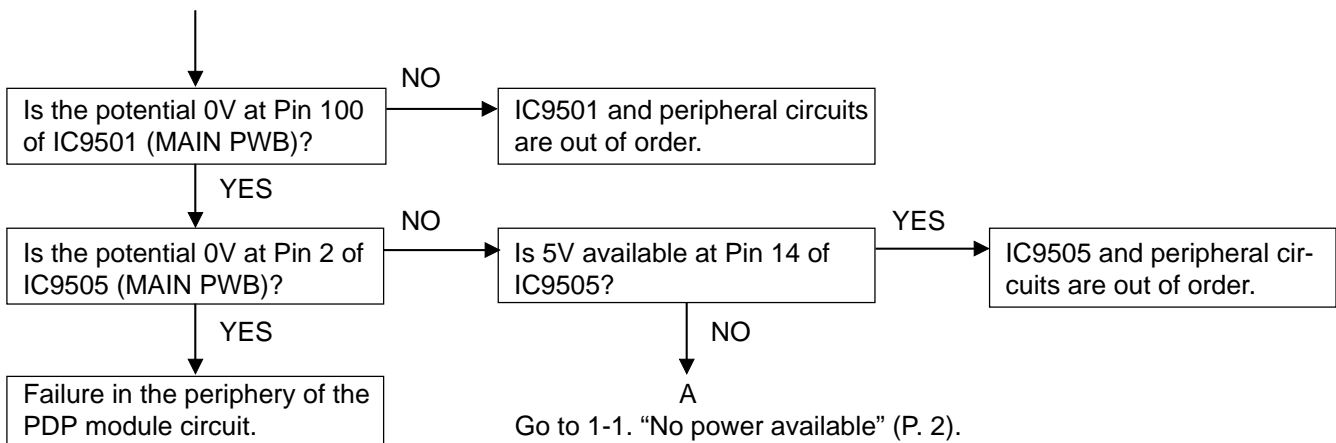 NO
Is the potential 0V at Pin 100
of IC9501 (MAIN PWB)?
IC9501 and peripheral circuits
are out of order.
YES
NO
YES
Is the potential 0V at Pin 2 of
IC9505 (MAIN PWB)?
Is 5V available at Pin 14 of
IC9505?
IC9505 and peripheral cir-
cuits are out of order.
YES
NO
Failure in the periphery of the
PDP module circuit.
A
Go to 1-1. “No power available” (P. 2).